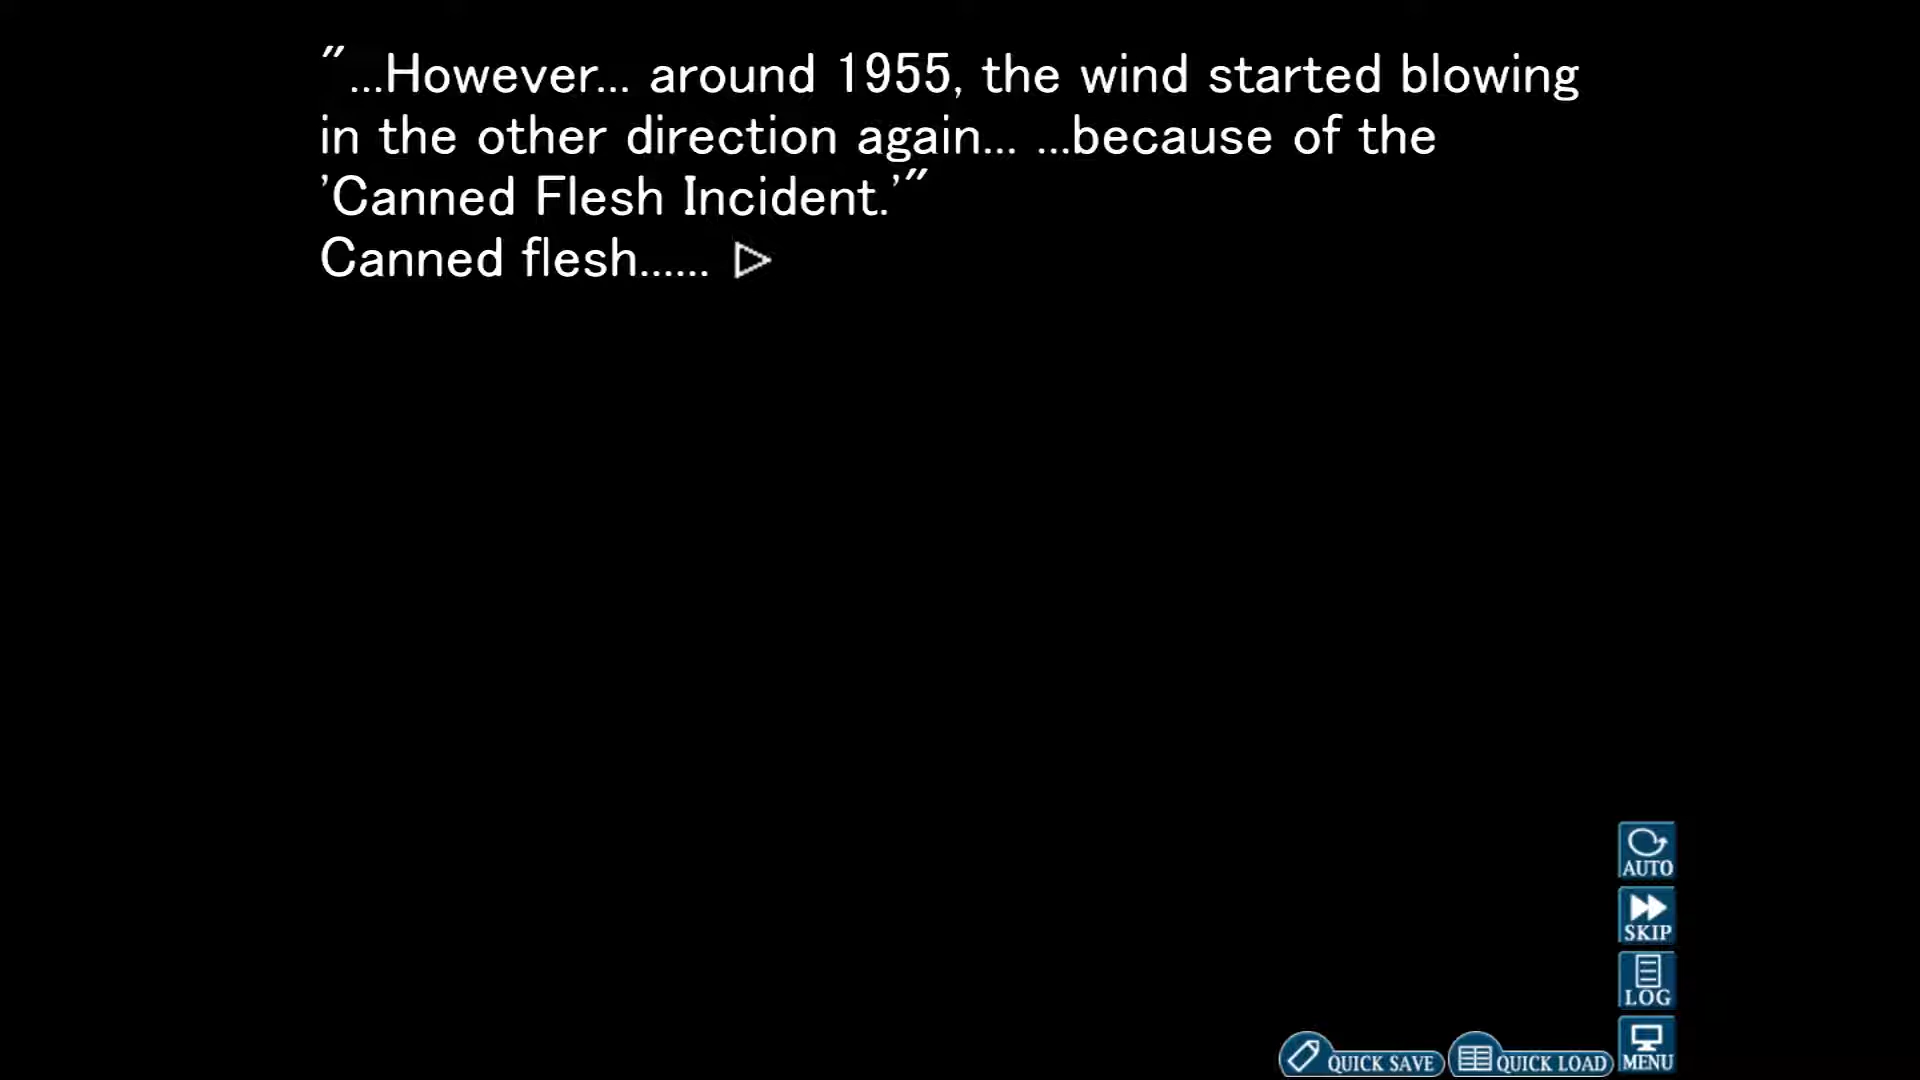 "...However... around 1955, the wind started blowing
in the other direction again... ...because of the
'Canned Flesh Incident.'"
Canned flesh......
AUTO
SKIP
LOG
MENU
QUICK SAVE
QUICK LOAD